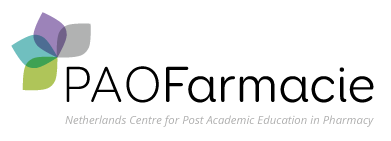 PAOFarmacie
Netherlands Centre for Post Academic Education in Pharmacy